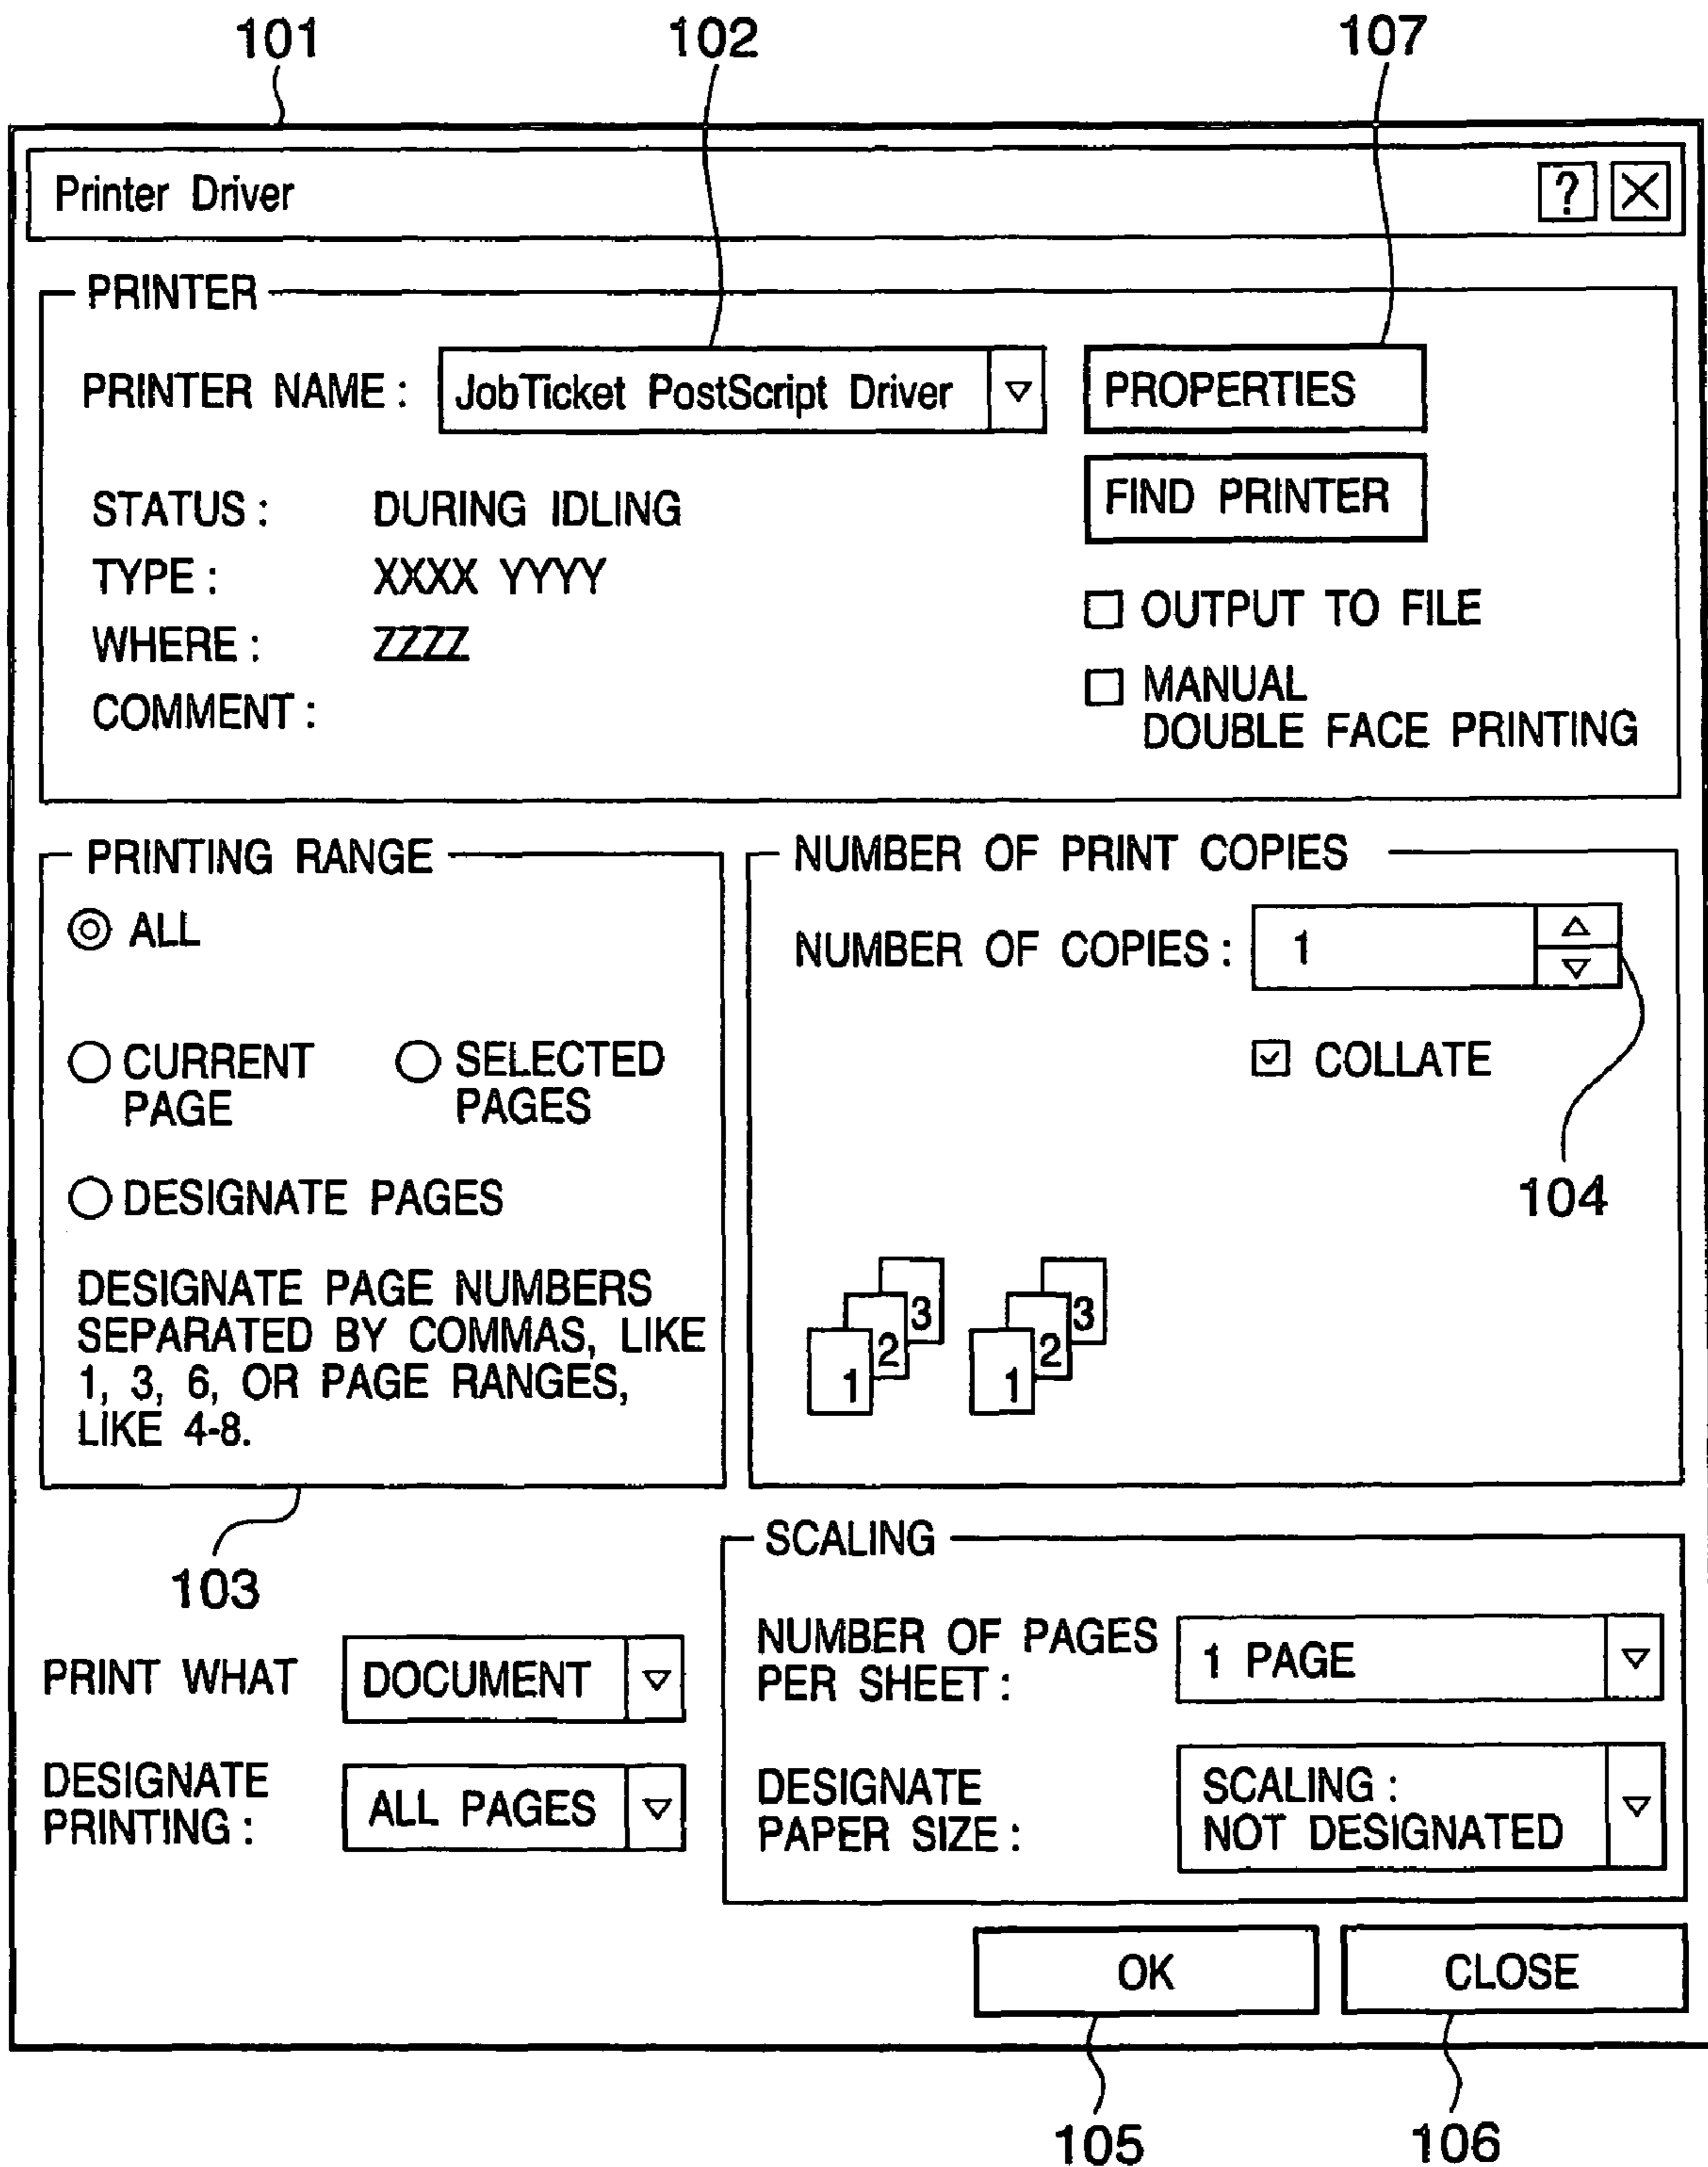 101
102
107
Printer Driver
?
PRINTER
PRINTER NAME :
JobTicket PostScript Driver
PROPERTIES
FIND PRINTER
STATUS :
DURING IDLING
TYPE :
XXXX YYYY
WHERE :
ZZZZ
COMMENT :
OUTPUT TO FILE
MANUAL
DOUBLE FACE PRINTING
PRINTING RANGE
ALL
CURRENT
PAGE
SELECTED
PAGES
DESIGNATE PAGES
DESIGNATE PAGE NUMBERS
SEPARATED BY COMMAS, LIKE
1, 3, 6, OR PAGE RANGES,
LIKE 4-8.
103
NUMBER OF PRINT COPIES
NUMBER OF COPIES :
1
COLLATE
104
1
2
3
1
2
3
PRINT WHAT
DOCUMENT
DESIGNATE
PRINTING :
ALL PAGES
SCALING
NUMBER OF PAGES
PER SHEET :
1 PAGE
DESIGNATE
PAPER SIZE :
SCALING :
NOT DESIGNATED
OK
CLOSE
105
106